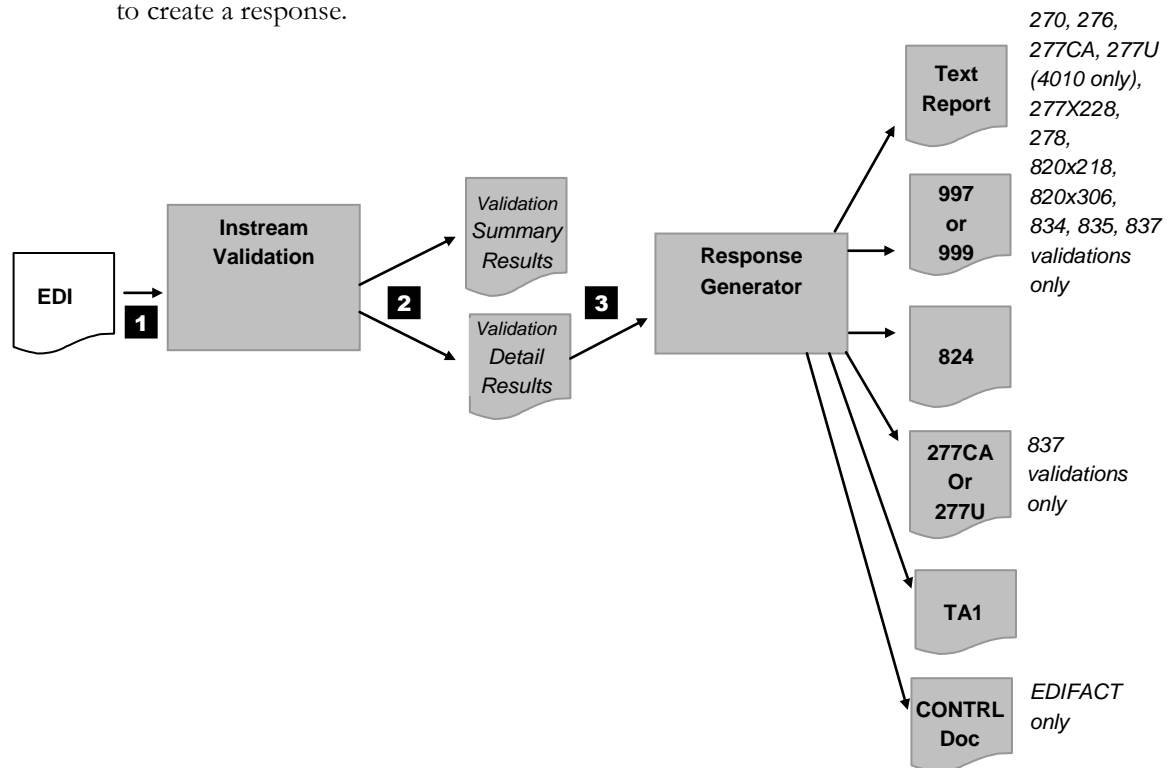 to create a response.
EDI
1
Instream
Validation
2
Validation
Summary
Results
Validation
Detail
Results
3
Response
Generator
Text
Report
270, 276,
277CA, 277U
(4010 only),
277X228,
278,
820x218,
820x306,
834, 835, 837
validations
only
997
or
999
824
277CA
Or
277U
837
validations
only
TA1
CONTRL
Doc
EDIFACT
only